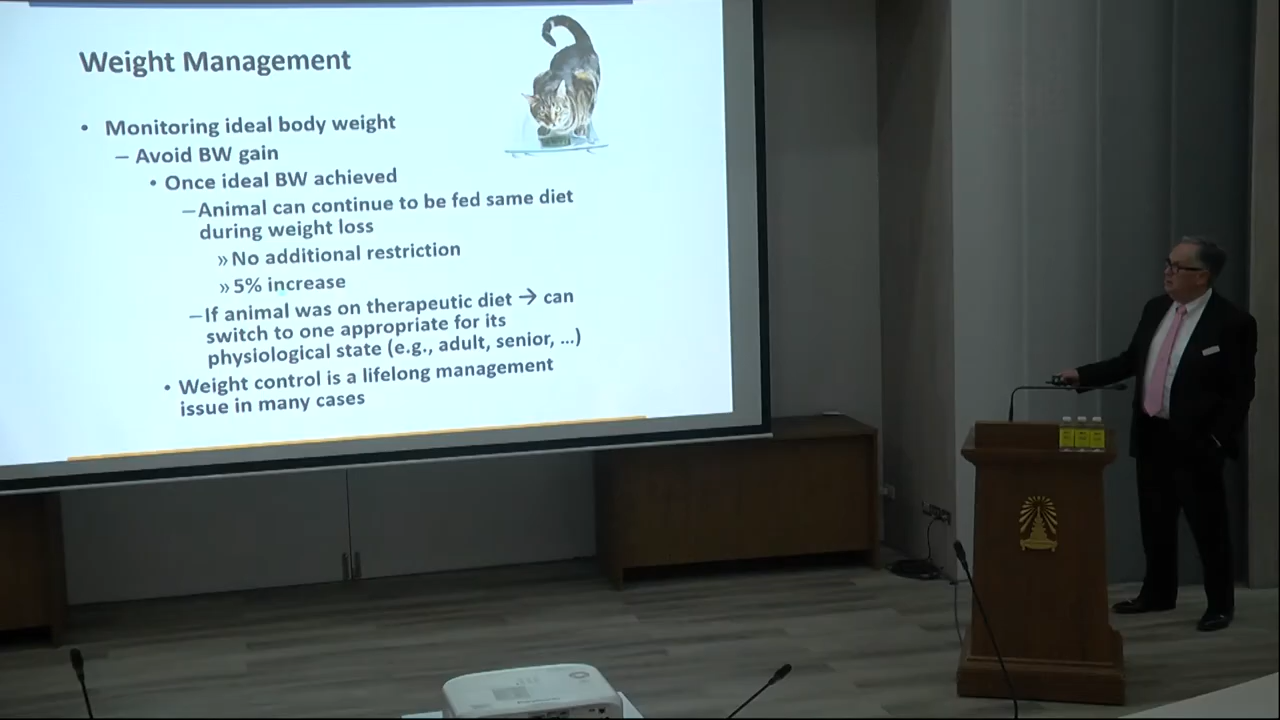 Weight Management
• Monitoring ideal body weight
– Avoid BW gain
• Once ideal BW achieved
–Animal can continue to be fed same diet
during weight loss
»No additional restriction
»5% increase
–If animal was on therapeutic diet → can
switch to one appropriate for its
physiological state (e.g., adult, senior, ...)
• Weight control is a lifelong management
issue in many cases